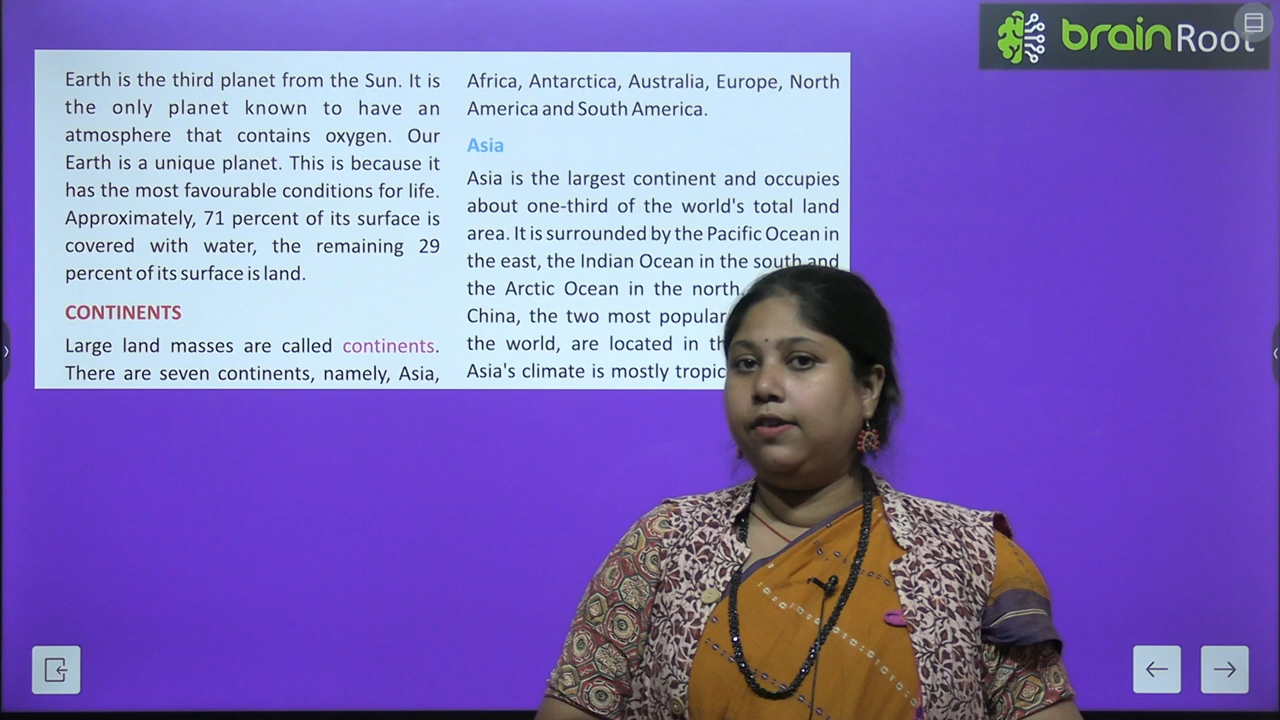 brainRoot
Earth is the third planet from the Sun. It is
the only planet known to have an
atmosphere that contains oxygen. Our
Earth is a unique planet. This is because it
has the most favourable conditions for life.
Approximately, 71 percent of its surface is
covered with water, the remaining 29
percent of its surface is land.
CONTINENTS
Large land masses are called continents.
There are seven continents, namely, Asia,
Africa, Antarctica, Australia, Europe, North
America and South America.
Asia
Asia is the largest continent and occupies
about one-third of the world's total land
area. It is surrounded by the Pacific Ocean in
the east, the Indian Ocean in the south and
the Arctic Ocean in the north.
China, the two most
the world, are located in
Asia's climate is mostly